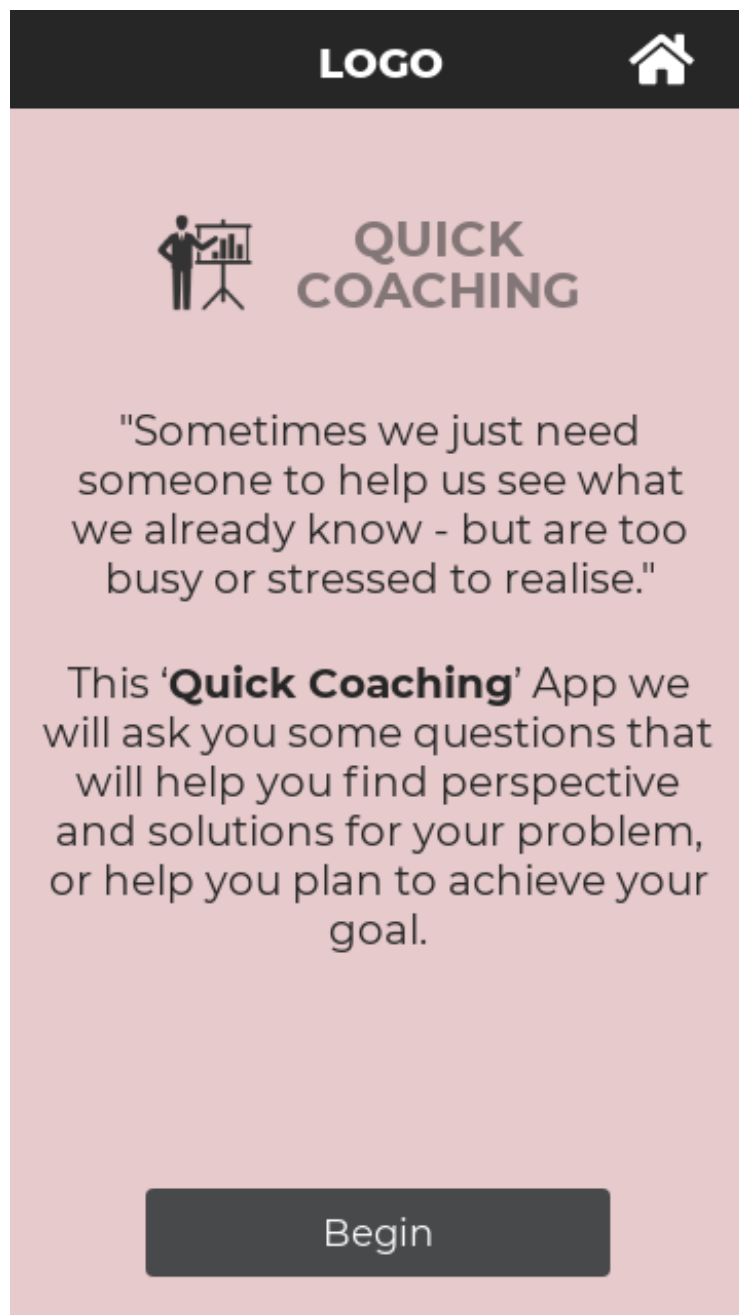 LOGO
QUICK
COACHING
"Sometimes we just need
someone to help us see what
we already know - but are too
busy or stressed to realise."
This ‘Quick Coaching’ App we
will ask you some questions that
will help you find perspective
and solutions for your problem,
or help you plan to achieve your
goal.
Begin